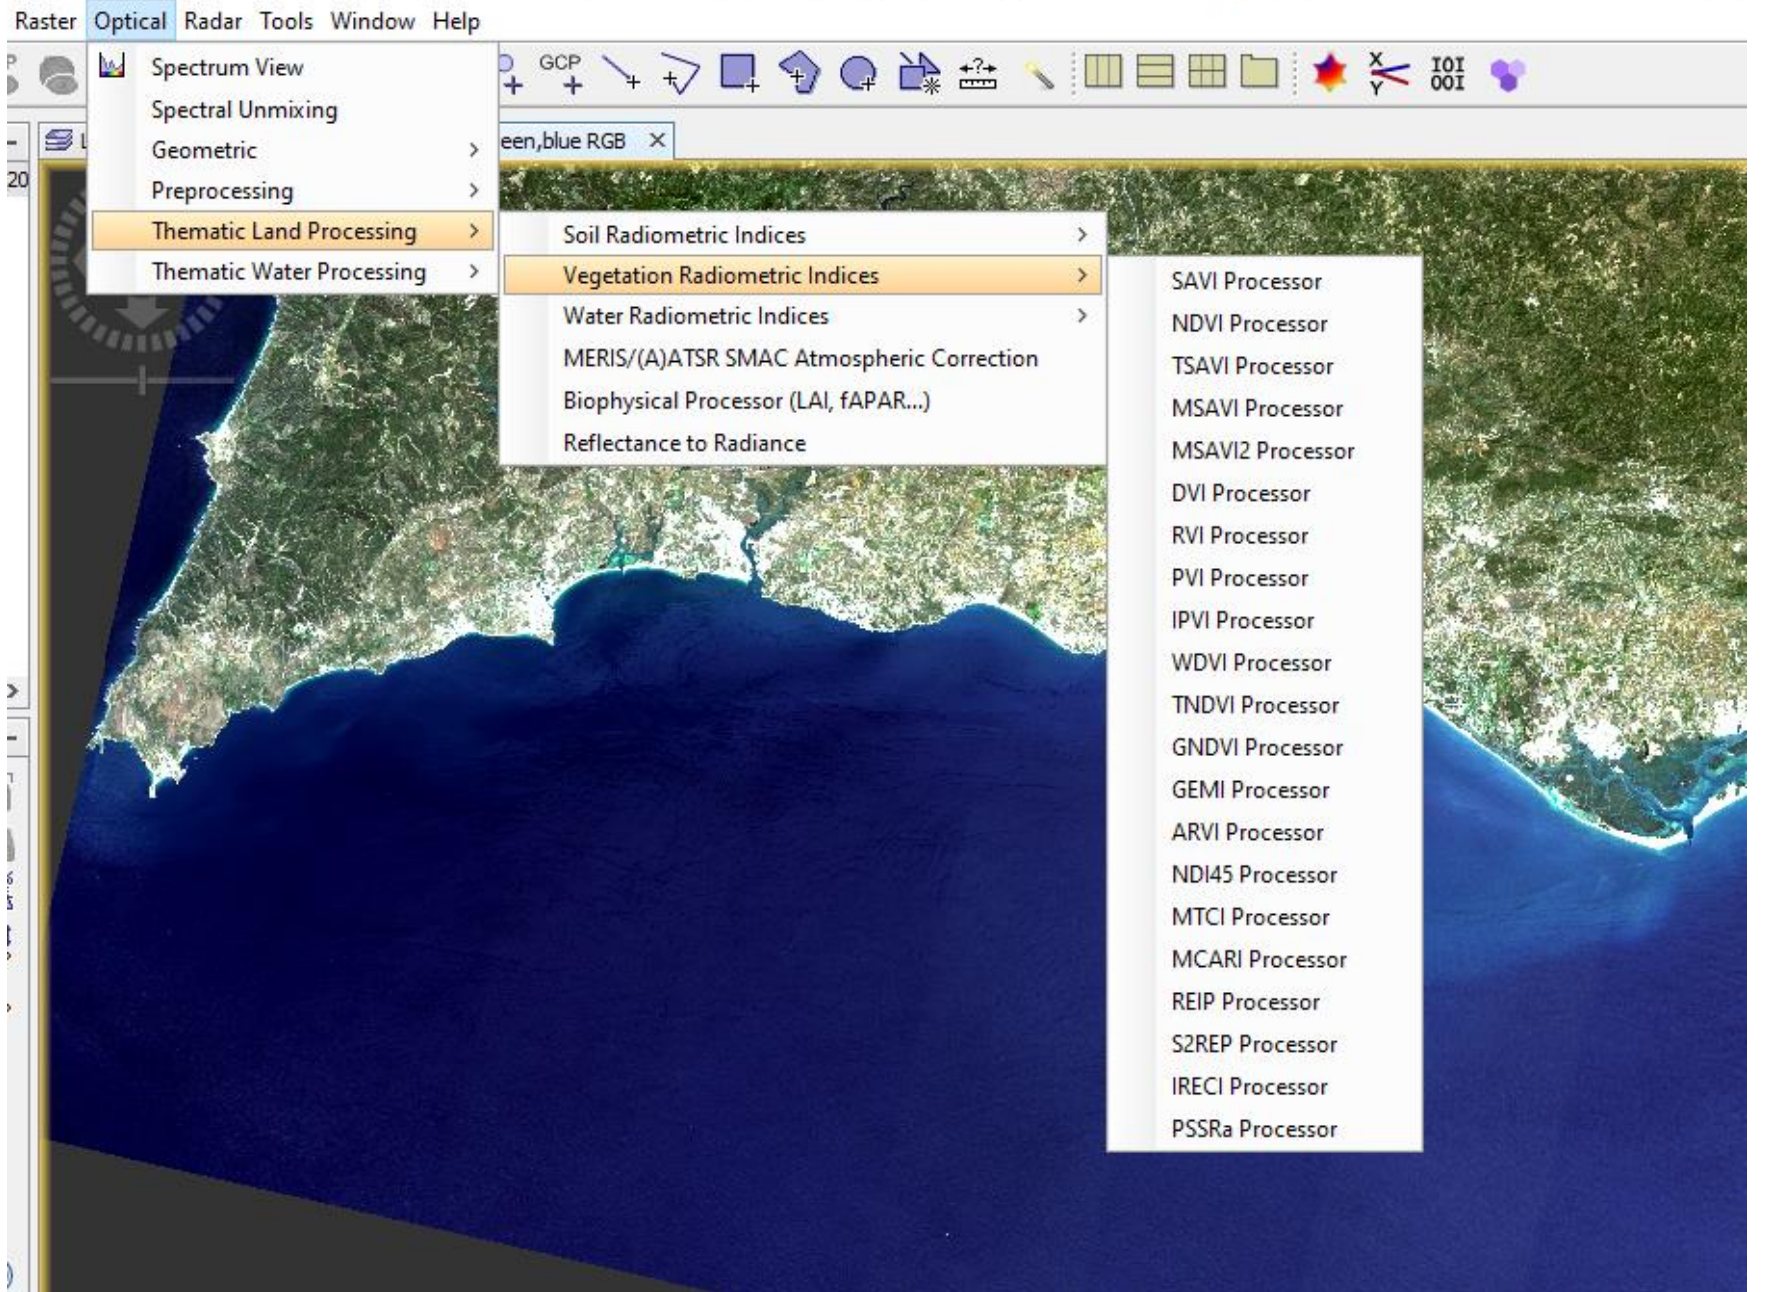 Raster Optical Radar Tools Window Help
GCP
een,blue RGB
20
Spectrum View
Spectral Unmixing
Geometric
Preprocessing
Thematic Land Processing
Thematic Water Processing
Soil Radiometric Indices
Vegetation Radiometric Indices
Water Radiometric Indices
MERIS/(A)ATSR SMAC Atmospheric Correction
Biophysical Processor (LAI, fAPAR...)
Reflectance to Radiance
SAVI Processor
NDVI Processor
TSAVI Processor
MSAVI Processor
MSAVI2 Processor
DVI Processor
RVI Processor
PVI Processor
IPVI Processor
WDVI Processor
TNDVI Processor
GNDVI Processor
GEMI Processor
ARVI Processor
NDI45 Processor
MTCI Processor
MCARI Processor
REIP Processor
S2REP Processor
IRECI Processor
PSSRa Processor